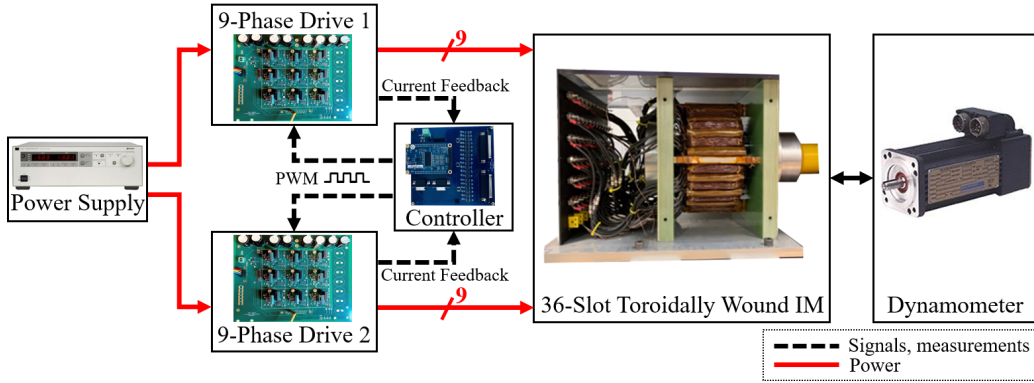 9-Phase Drive 1
9
Current Feedback
PWM
Power Supply
Controller
Current Feedback
9
9-Phase Drive 2
36-Slot Toroidally Wound IM
Dynamometer
Signals, measurements
Power